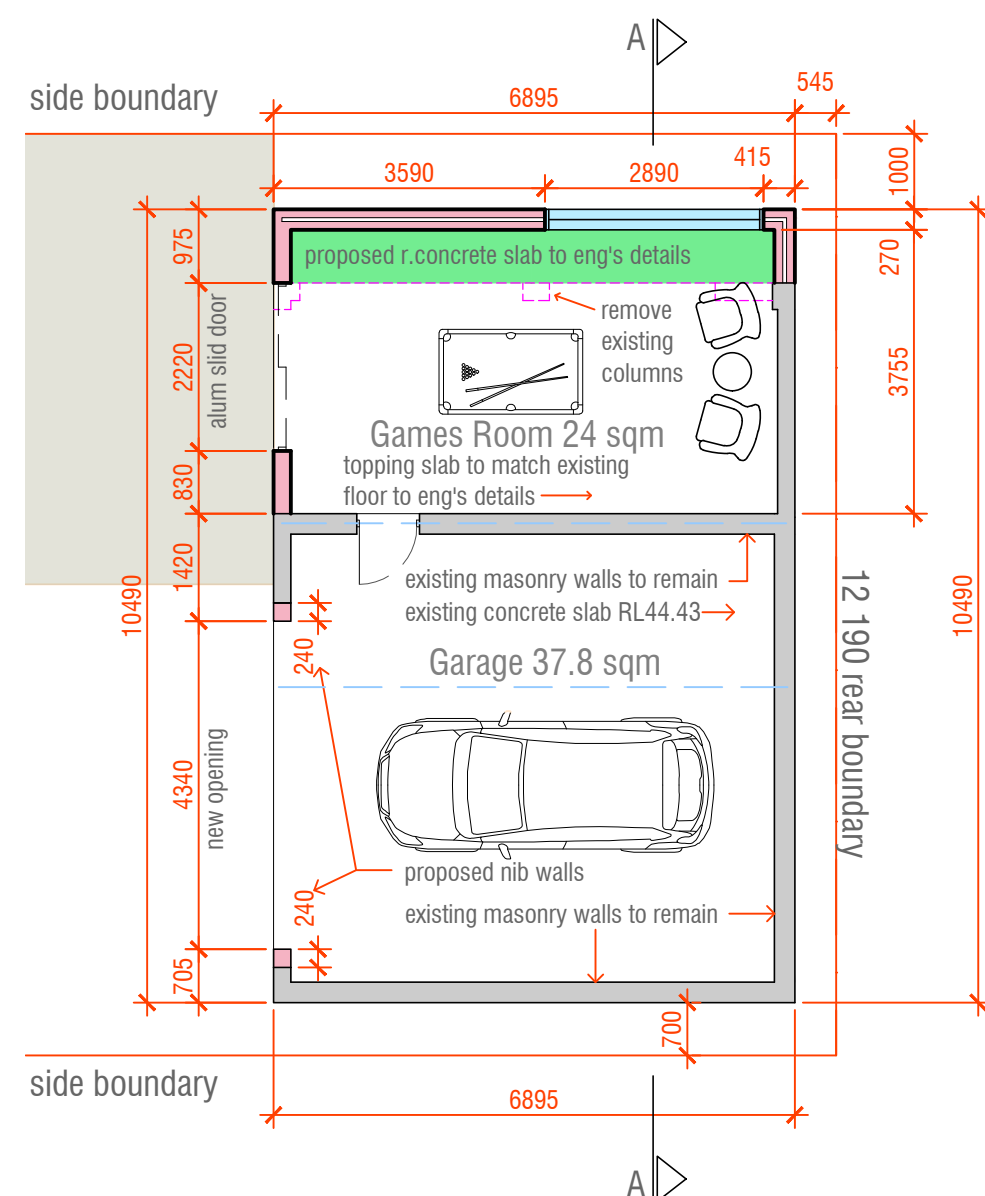 A
side boundary
545
6895
415
3590
2890
1000
975
proposed r.concrete slab to eng's details
270
remove
existing
columns
alum slid door
2220
3755
Games Room 24 sqm
topping slab to match existing
floor to eng's details
830
1420
existing masonry walls to remain
existing concrete slab RL44.43
10490
10490
12 190 rear boundary
240
Garage 37.8 sqm
4340
new opening
proposed nib walls
240
existing masonry walls to remain
705
700
side boundary
6895
A